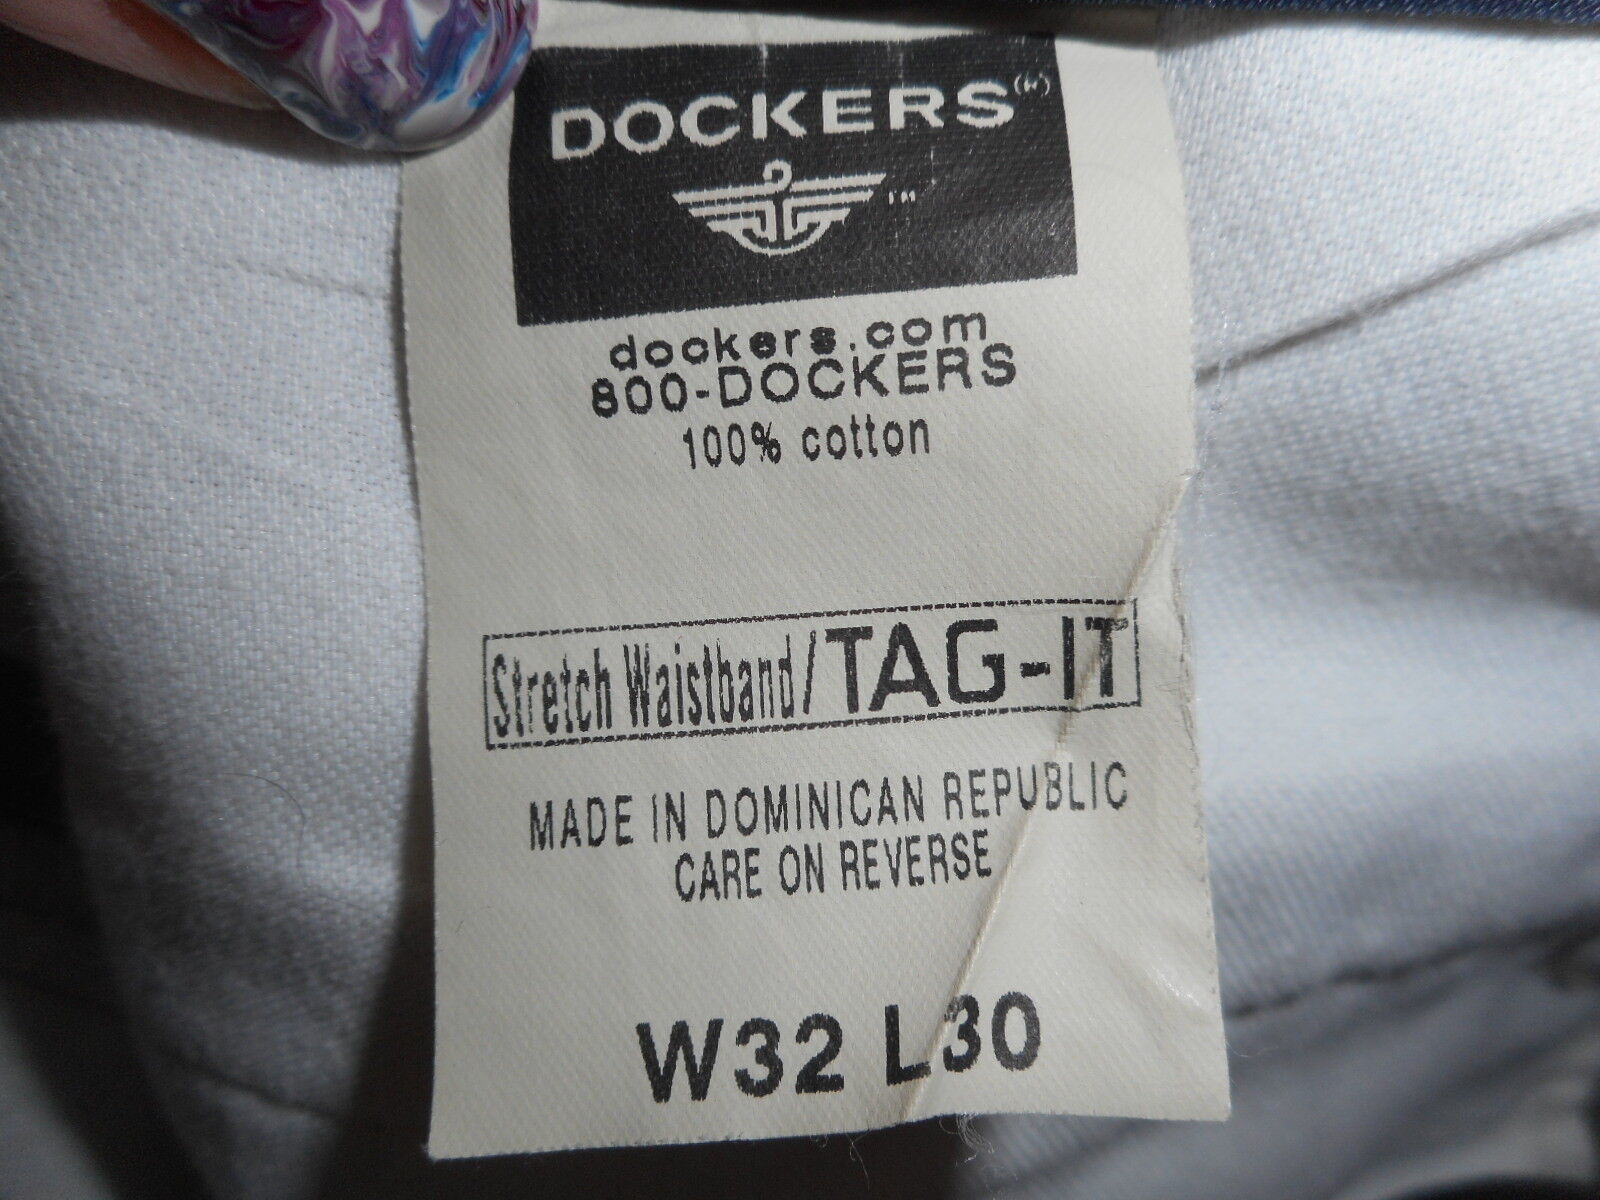 DOCKERS(R)
TM
dockers.com
800-DOCKERS
100% cotton
Stretch Waistband/TAG-IT
MADE IN DOMINICAN REPUBLIC
CARE ON REVERSE
W32 L30